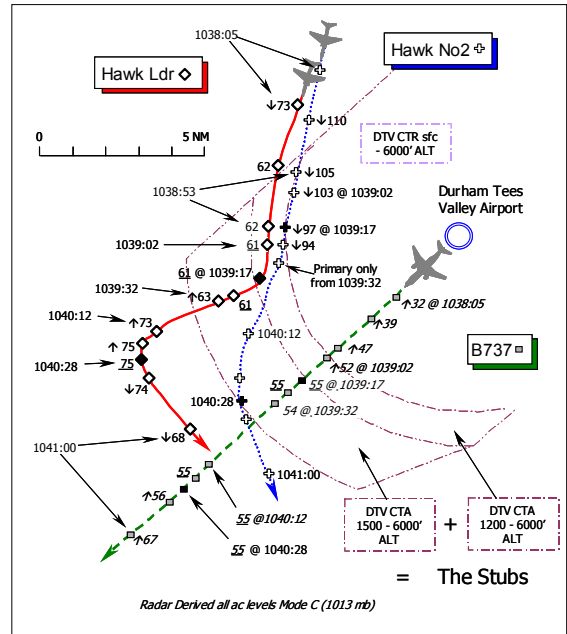 1038:05
Hawk No2
Hawk Ldr
↓73
↓110
0 5 NM
DTV CTR sfc
- 6000' ALT
62
↓105
1038:53
↓103 @ 1039:02
Durham Tees
Valley Airport
62
↓97 @ 1039:17
1039:02
61
↓94
61 @ 1039:17
Primary only
from 1039:32
1039:32
↑63
61
↑32 @ 1038:05
1040:12
↑73
↑39
1040:12
↑75
↑47
B737
1040:28
75
↑52 @ 1039:02
55
55 @ 1039:17
↓74
1040:28
54 @ 1039:32
1041:00
↓68
1041:00
55
55 @1040:12
↑56
DTV CTA
1500 - 6000'
ALT
+
DTV CTA
1200 - 6000'
ALT
↑67
55 @ 1040:28
= The Stubs
Radar Derived all ac levels Mode C (1013 mb)